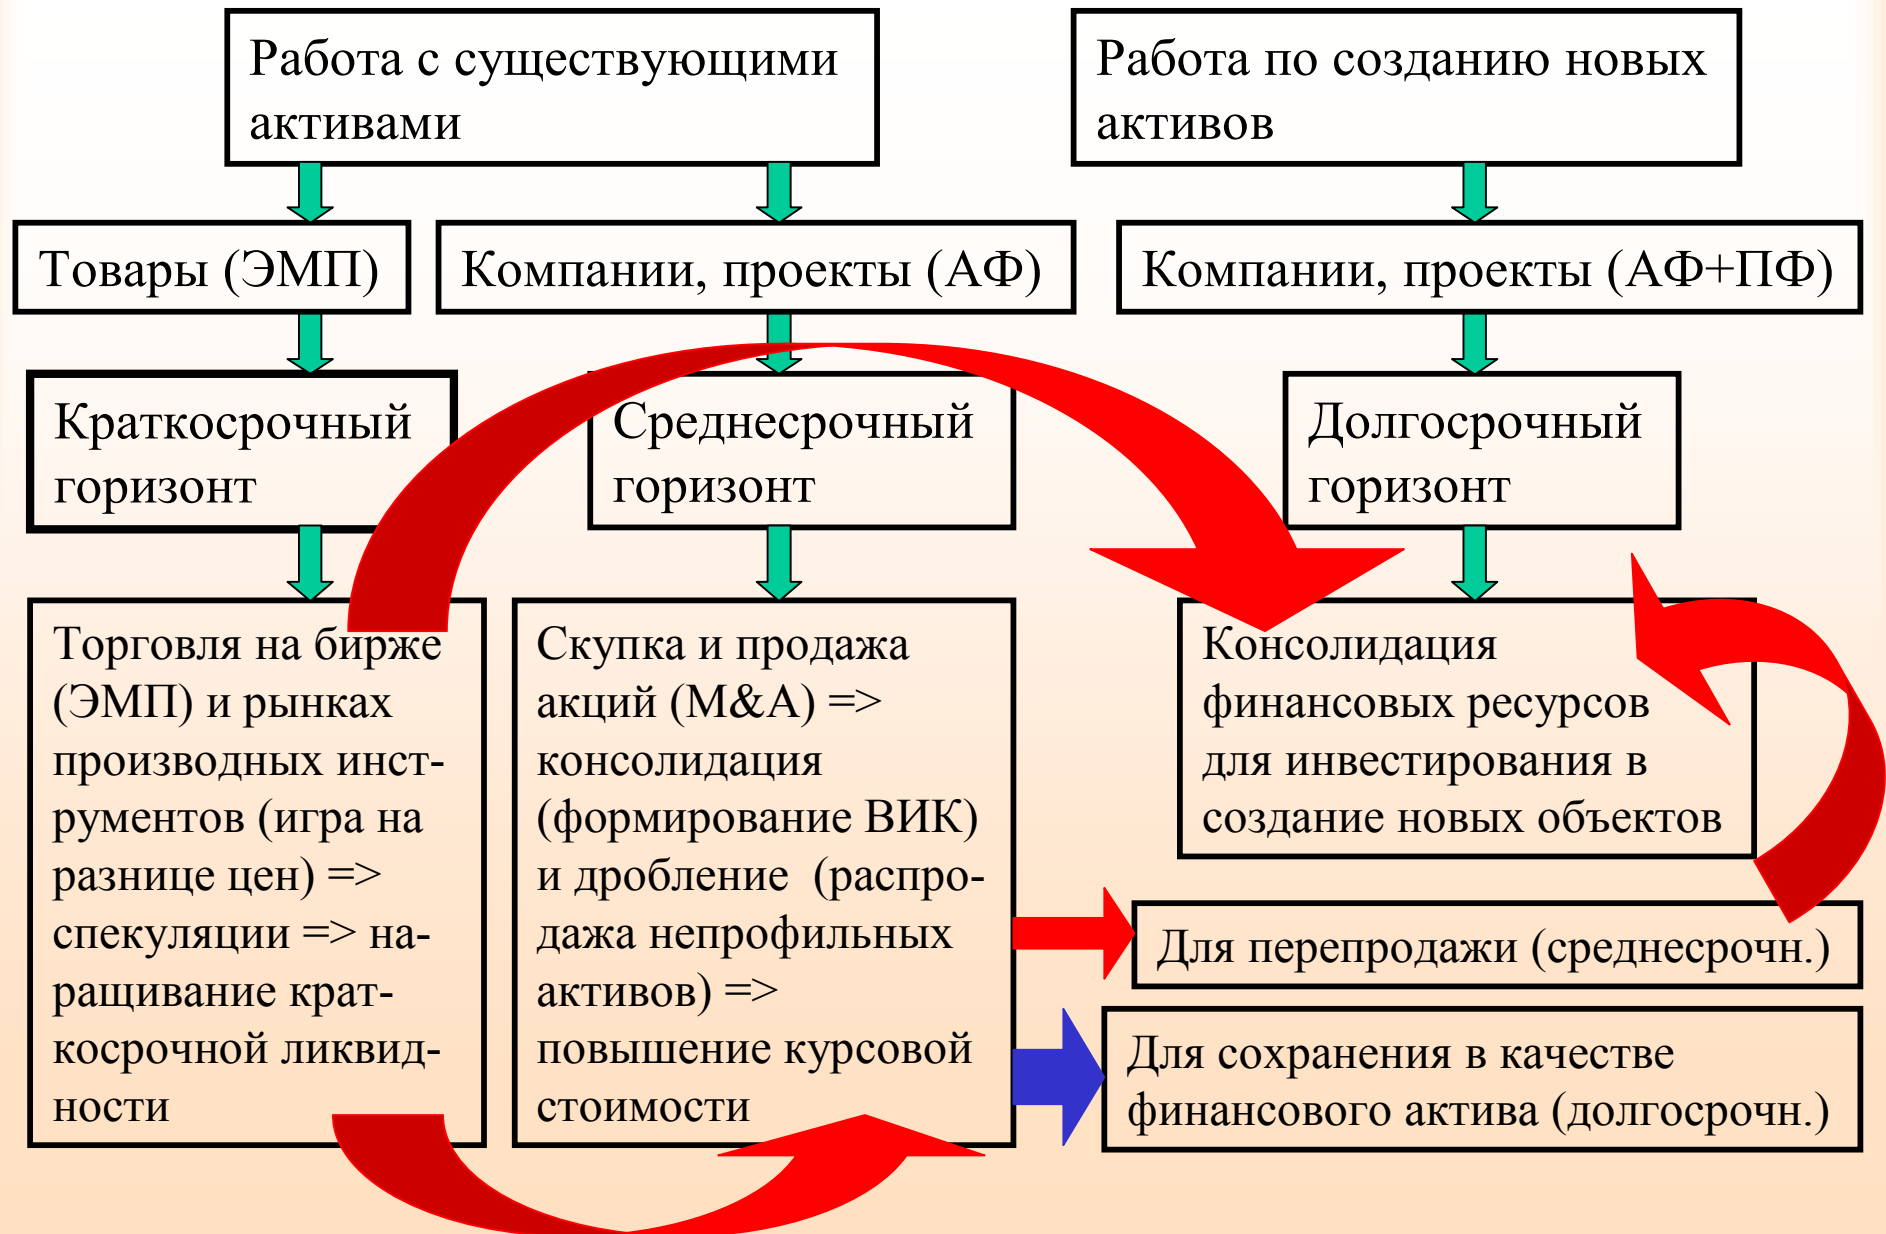 Работа с существующими
активами
Работа по созданию новых
активов
Товары (ЭМП)
Компании, проекты (АФ)
Компании, проекты (АФ+ПФ)
Краткосрочный
горизонт
Среднесрочный
горизонт
Долгосрочный
горизонт
Торговля на бирже
(ЭМП) и рынках
производных инст-
рументов (игра на
разнице цен) =>
спекуляции => на-
ращивание крат-
косрочной ликвид-
ности
Скупка и продажа
акций (M&A) =>
консолидация
(формирование ВИК)
и дробление (распро-
дажа непрофильных
активов) =>
повышение курсовой
стоимости
Консолидация
финансовых ресурсов
для инвестирования в
создание новых объектов
Для перепродажи (среднесрочн.)
Для сохранения в качестве
финансового актива (долгосрочн.)